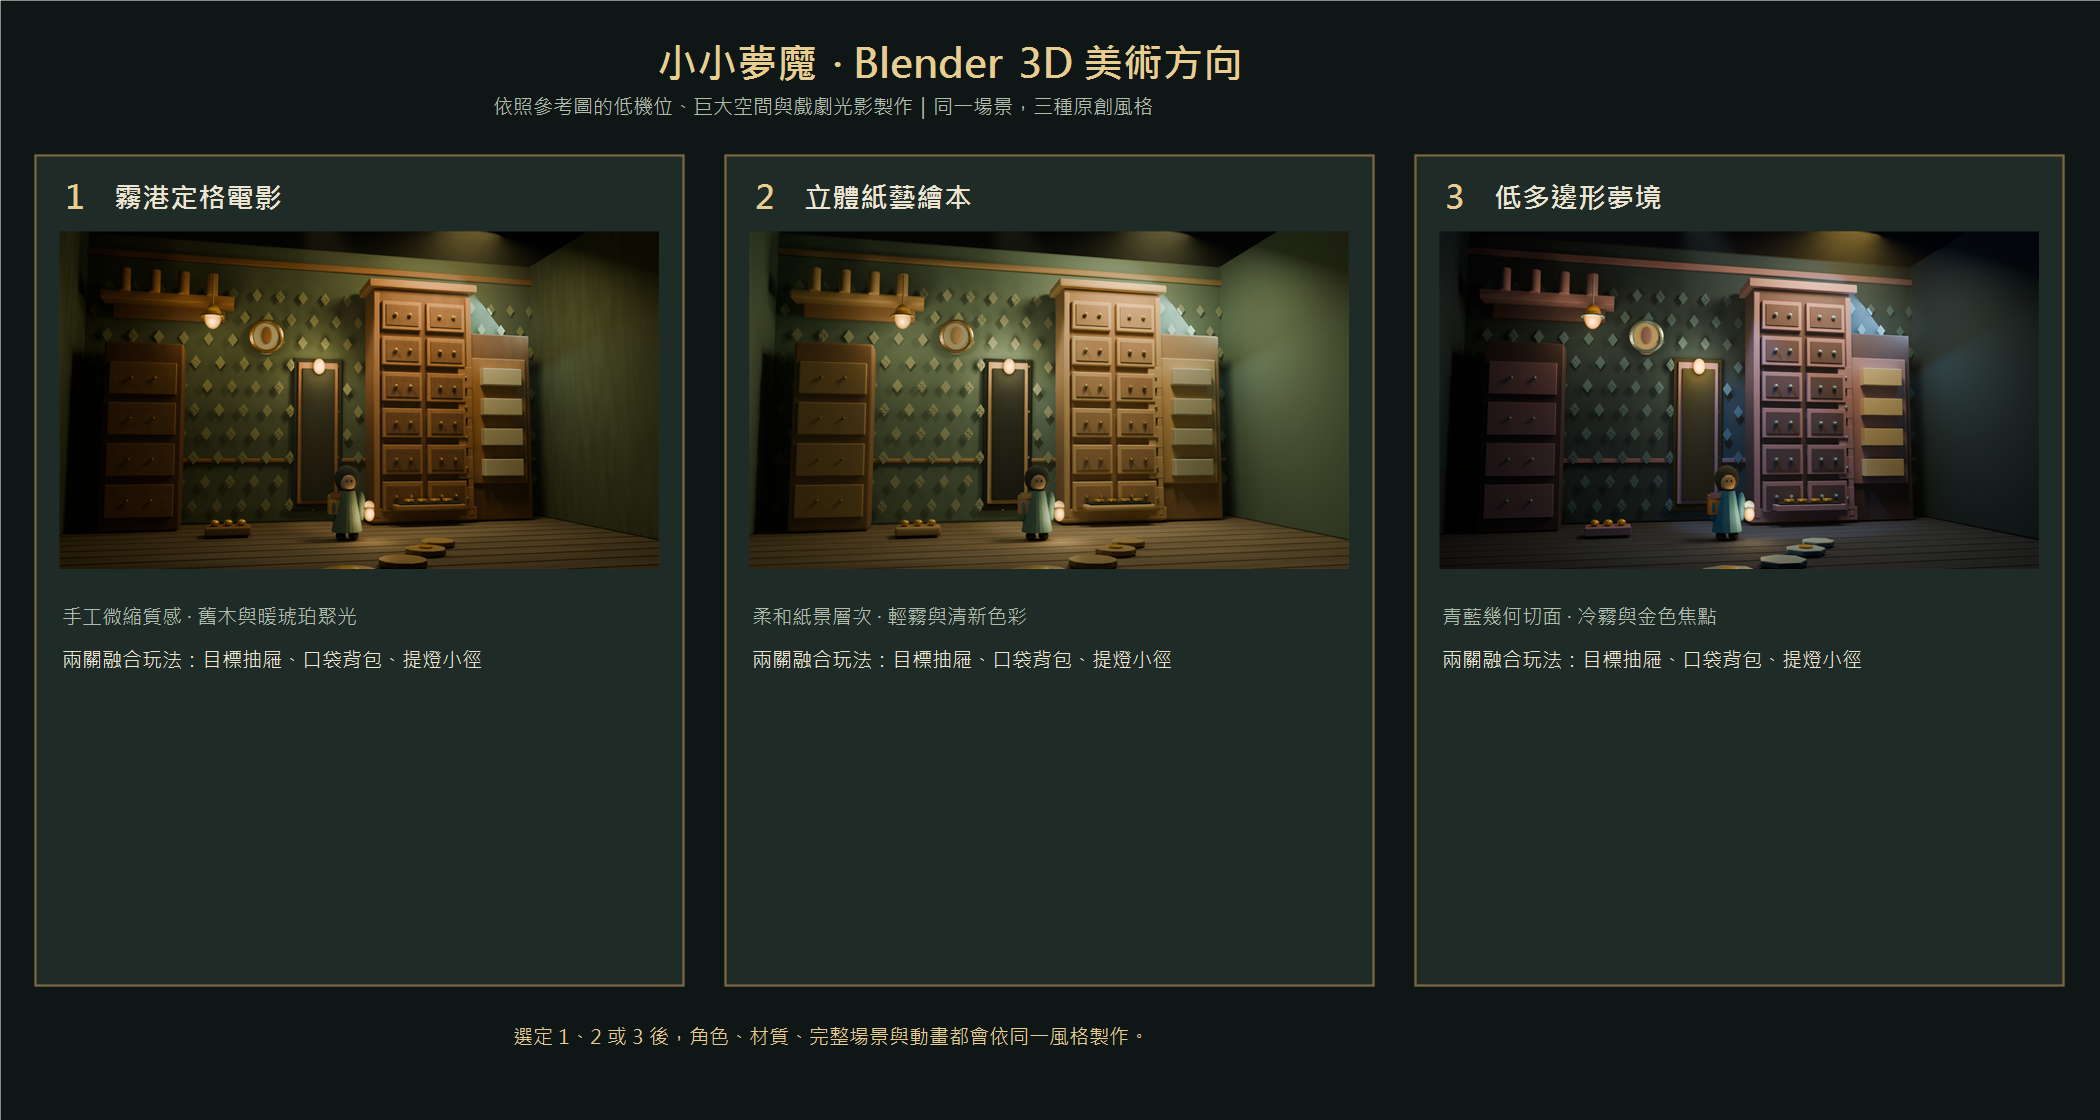 小小夢魔 · Blender 3D 美術方向
依照參考圖的低機位、巨大空間與戲劇光影製作 | 同一場景，三種原創風格
1 霧港定格電影
手工微縮質感 · 舊木與暖琥珀聚光
兩關融合玩法：目標抽屜、口袋背包、提燈小徑
2 立體紙藝繪本
柔和紙景層次 · 輕霧與清新色彩
兩關融合玩法：目標抽屜、口袋背包、提燈小徑
3 低多邊形夢境
青藍幾何切面 · 冷霧與金色焦點
兩關融合玩法：目標抽屜、口袋背包、提燈小徑
選定 1、2 或 3 後，角色、材質、完整場景與動畫都會依同一風格製作。